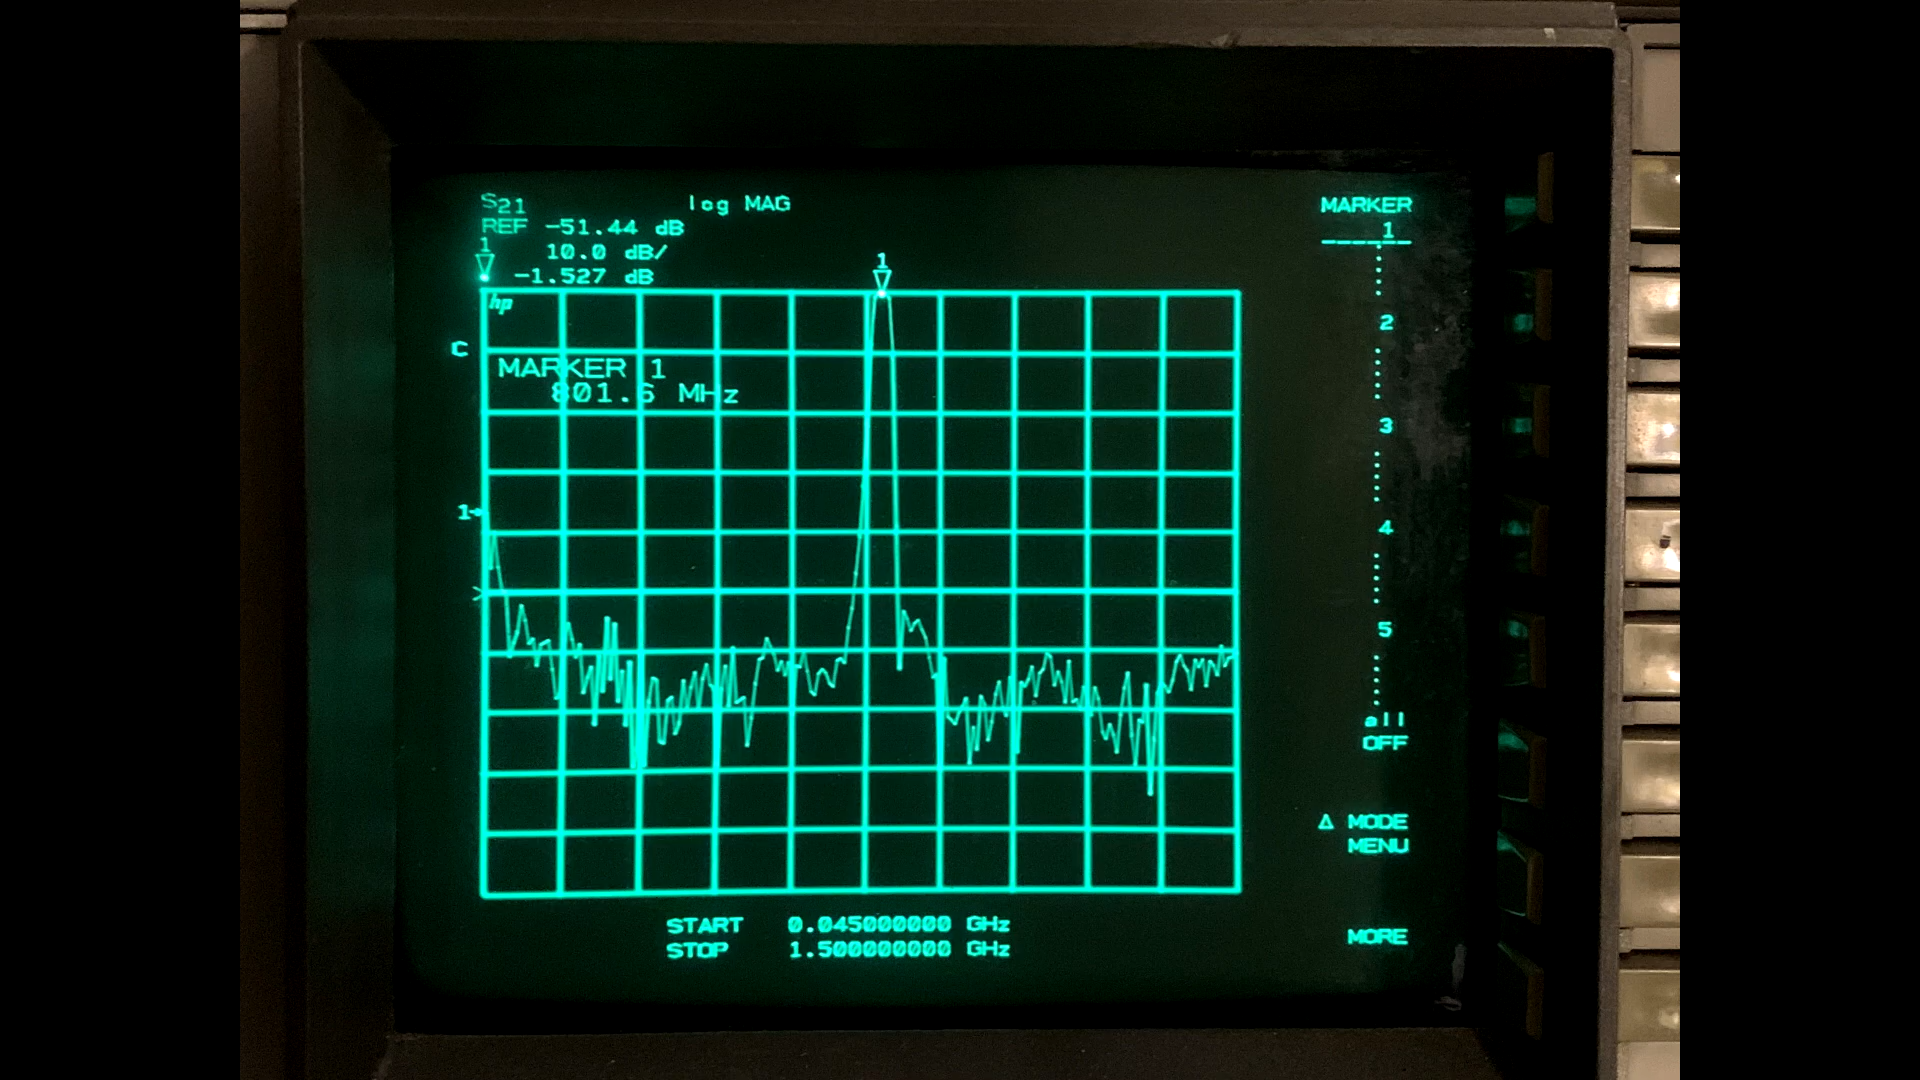 S21 log MAG
REF -51.44 dB
1 10.0 dB/
-1.527 dB
1
hp
C
MARKER 1
801.6 MHz
1→
>
START 0.045000000 GHz
STOP 1.500000000 GHz
MARKER
1
2
3
4
5
all
OFF
Δ MODE
MENU
MORE